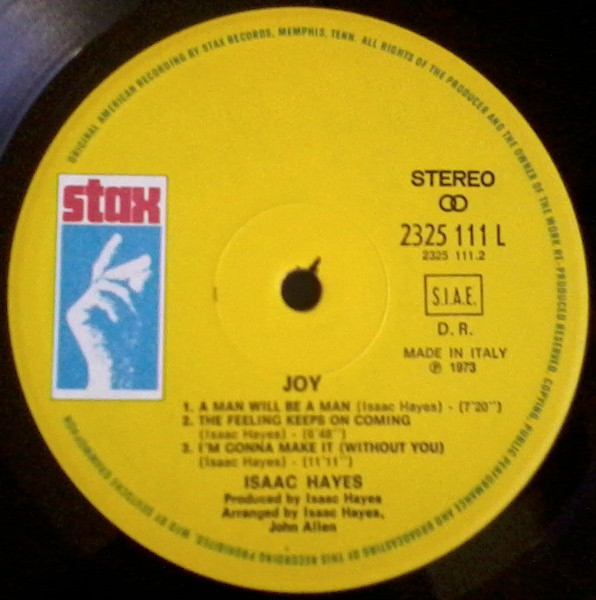 ORIGINAL AMERICAN RECORDING BY STAX RECORDS, MEMPHIS, TENN. ALL RIGHTS OF THE PRODUCER AND THE OWNER OF THE WORK RE-PRODUCED RESERVED. COPYING, PUBLIC PERFORMANCE AND BROADCASTING OF THIS RECORDING PROHIBITED. MFD BY DEUTSCHE GRAMMOPHON
stax
STEREO
2325 111 L
2325 111.2
S.I.A.E.
D. R.
MADE IN ITALY
℗ 1973
JOY
1. A MAN WILL BE A MAN (Isaac Hayes) - (7'20'')
2. THE FEELING KEEPS ON COMING
(Isaac Hayes) - (6'48'')
3. I'M GONNA MAKE IT (WITHOUT YOU)
(Isaac Hayes) - (11'11'')
ISAAC HAYES
Produced by Isaac Hayes
Arranged by Isaac Hayes,
John Allen